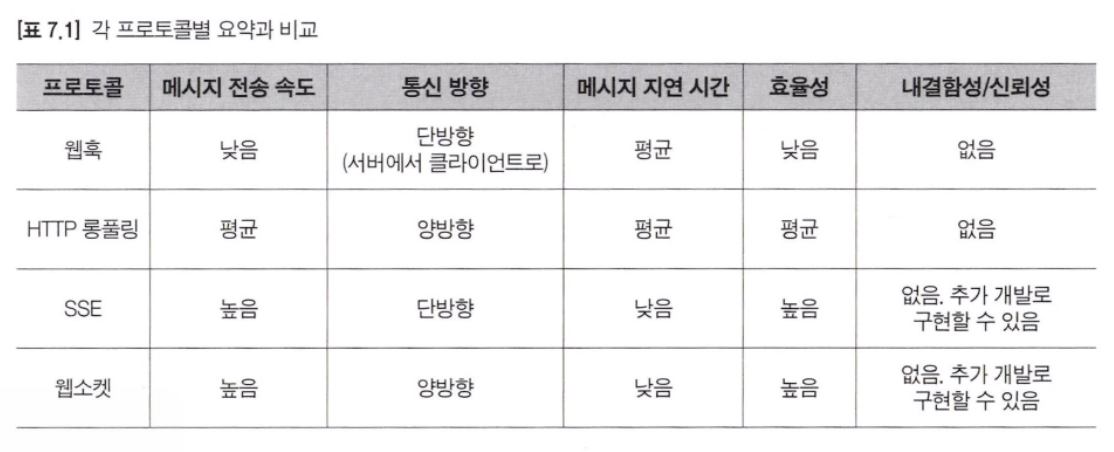 [표 7.1] 각 프로토콜별 요약과 비교
프로토콜 메시지 전송 속도 통신 방향 메시지 지연 시간 효율성 내결함성/신뢰성
웹훅 낮음 단방향 평균 낮음 없음
(서버에서 클라이언트로)
HTTP 롱풀링 평균 양방향 평균 평균 없음
SSE 높음 단방향 낮음 높음 없음. 추가 개발로
구현할 수 있음
웹소켓 높음 양방향 낮음 높음 없음. 추가 개발로
구현할 수 있음